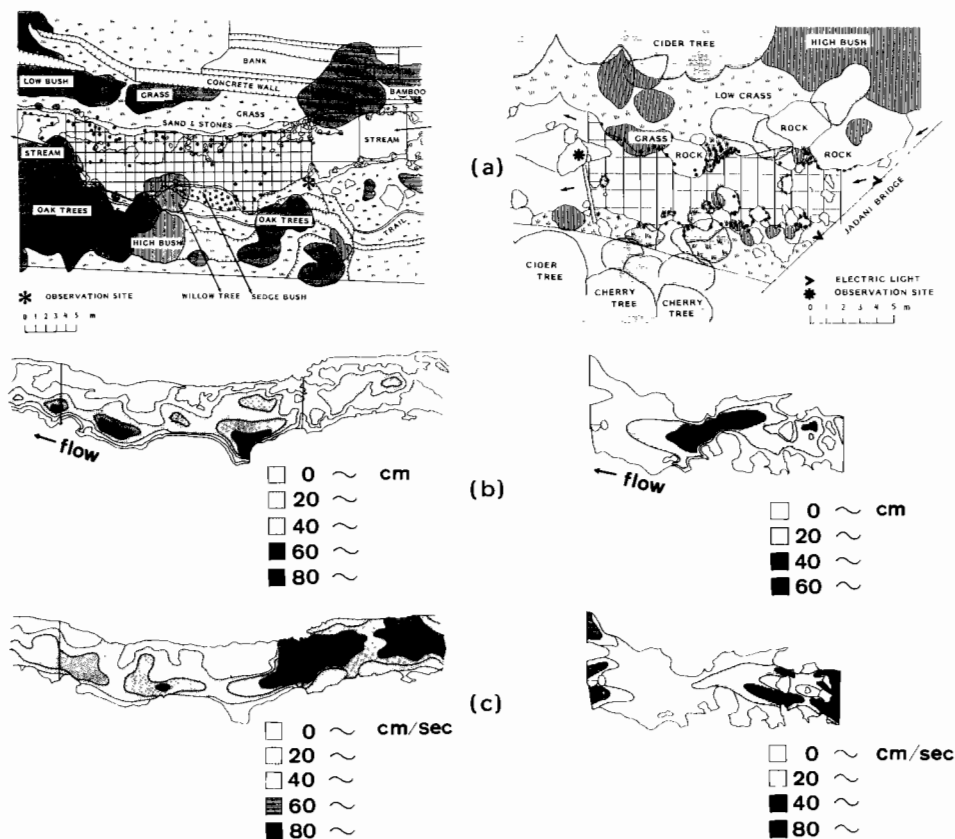 LOW BUSH
GRASS
BANK
CONCRETE WALL
BAMBOO
GRASS
SAND & STONES
STREAM
STREAM
OAK TREES
HIGH BUSH
OAK TREES
TRAIL
* OBSERVATION SITE
WILLOW TREE
SEDGE BUSH
0 1 2 3 4 5 m
(a)
CIDER TREE
HIGH BUSH
LOW CRASS
ROCK
GRASS
ROCK
ROCK
JADANI BRIDGE
CIDER
TREE
CHERRY
TREE
CHERRY
TREE
> ELECTRIC LIGHT
* OBSERVATION SITE
0 1 2 3 4 5 m
← flow
0 ~ cm
20 ~
40 ~
60 ~
80 ~
(b)
← flow
0 ~ cm
20 ~
40 ~
60 ~
0 ~ cm/sec
20 ~
40 ~
60 ~
80 ~
(c)
0 ~ cm/sec
20 ~
40 ~
80 ~